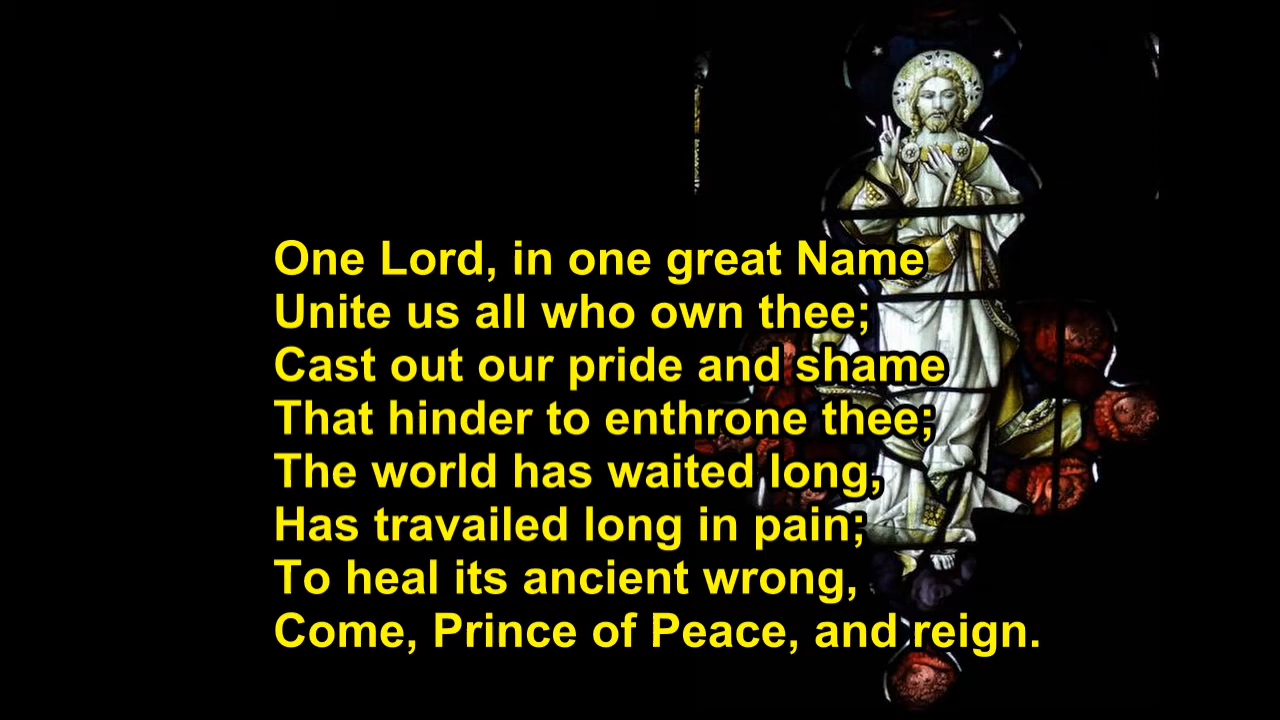 One Lord, in one great Name
Unite us all who own thee;
Cast out our pride and shame
That hinder to enthrone thee;
The world has waited long,
Has travailed long in pain;
To heal its ancient wrong,
Come, Prince of Peace, and reign.